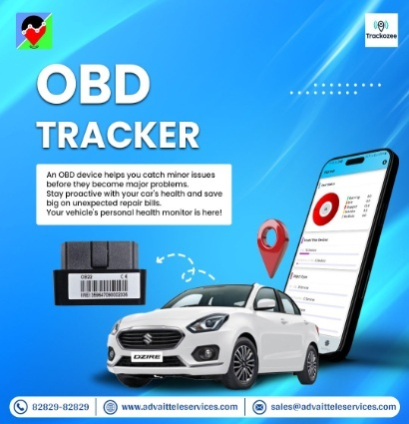 Trackozee
OBD
TRACKER
An OBD device helps you catch minor issues
before they become major problems.
Stay proactive with your car's health and save
big on unexpected repair bills.
Your vehicle's personal health monitor is here!
OBD
CE
DZIRE
82829-82829
www.advaitteleservices.com
sales@advaitteleservices.com